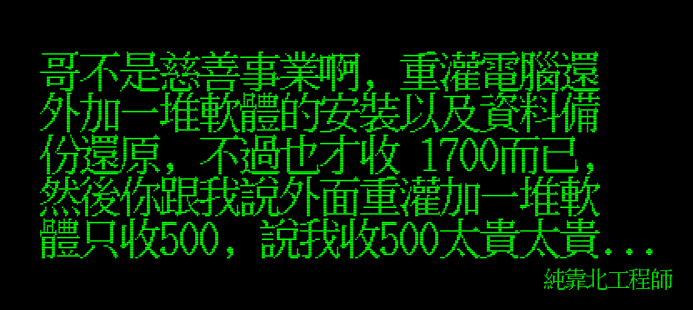 哥不是慈善事業啊, 重灌電腦還
外加一堆軟體的安裝以及資料備
份還原, 不過也才收 1700而已,
然後你跟我說外面重灌加一堆軟
體只收500, 說我收500太貴太貴...
純靠北工程師